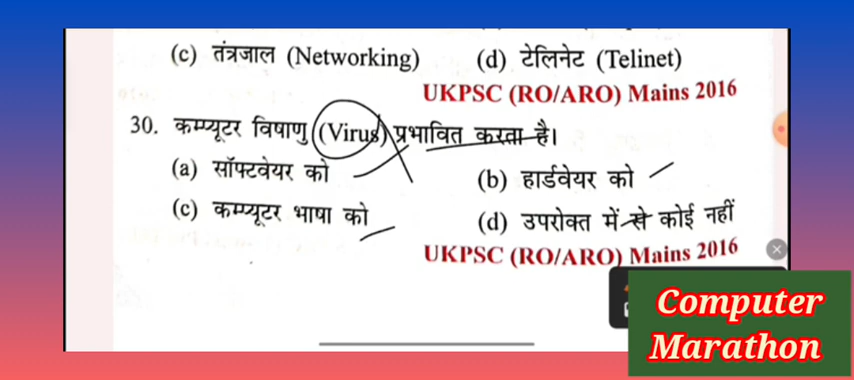 (c) तंत्रजाल (Networking) (d) टेलिनेट (Telinet)
UKPSC (RO/ARO) Mains 2016
30. कम्प्यूटर विषाणु (Virus) प्रभावित करता है।
(a) सॉफ्टवेयर को (b) हार्डवेयर को
(c) कम्प्यूटर भाषा को (d) उपरोक्त में से कोई नहीं
UKPSC (RO/ARO) Mains 2016
Computer
Marathon